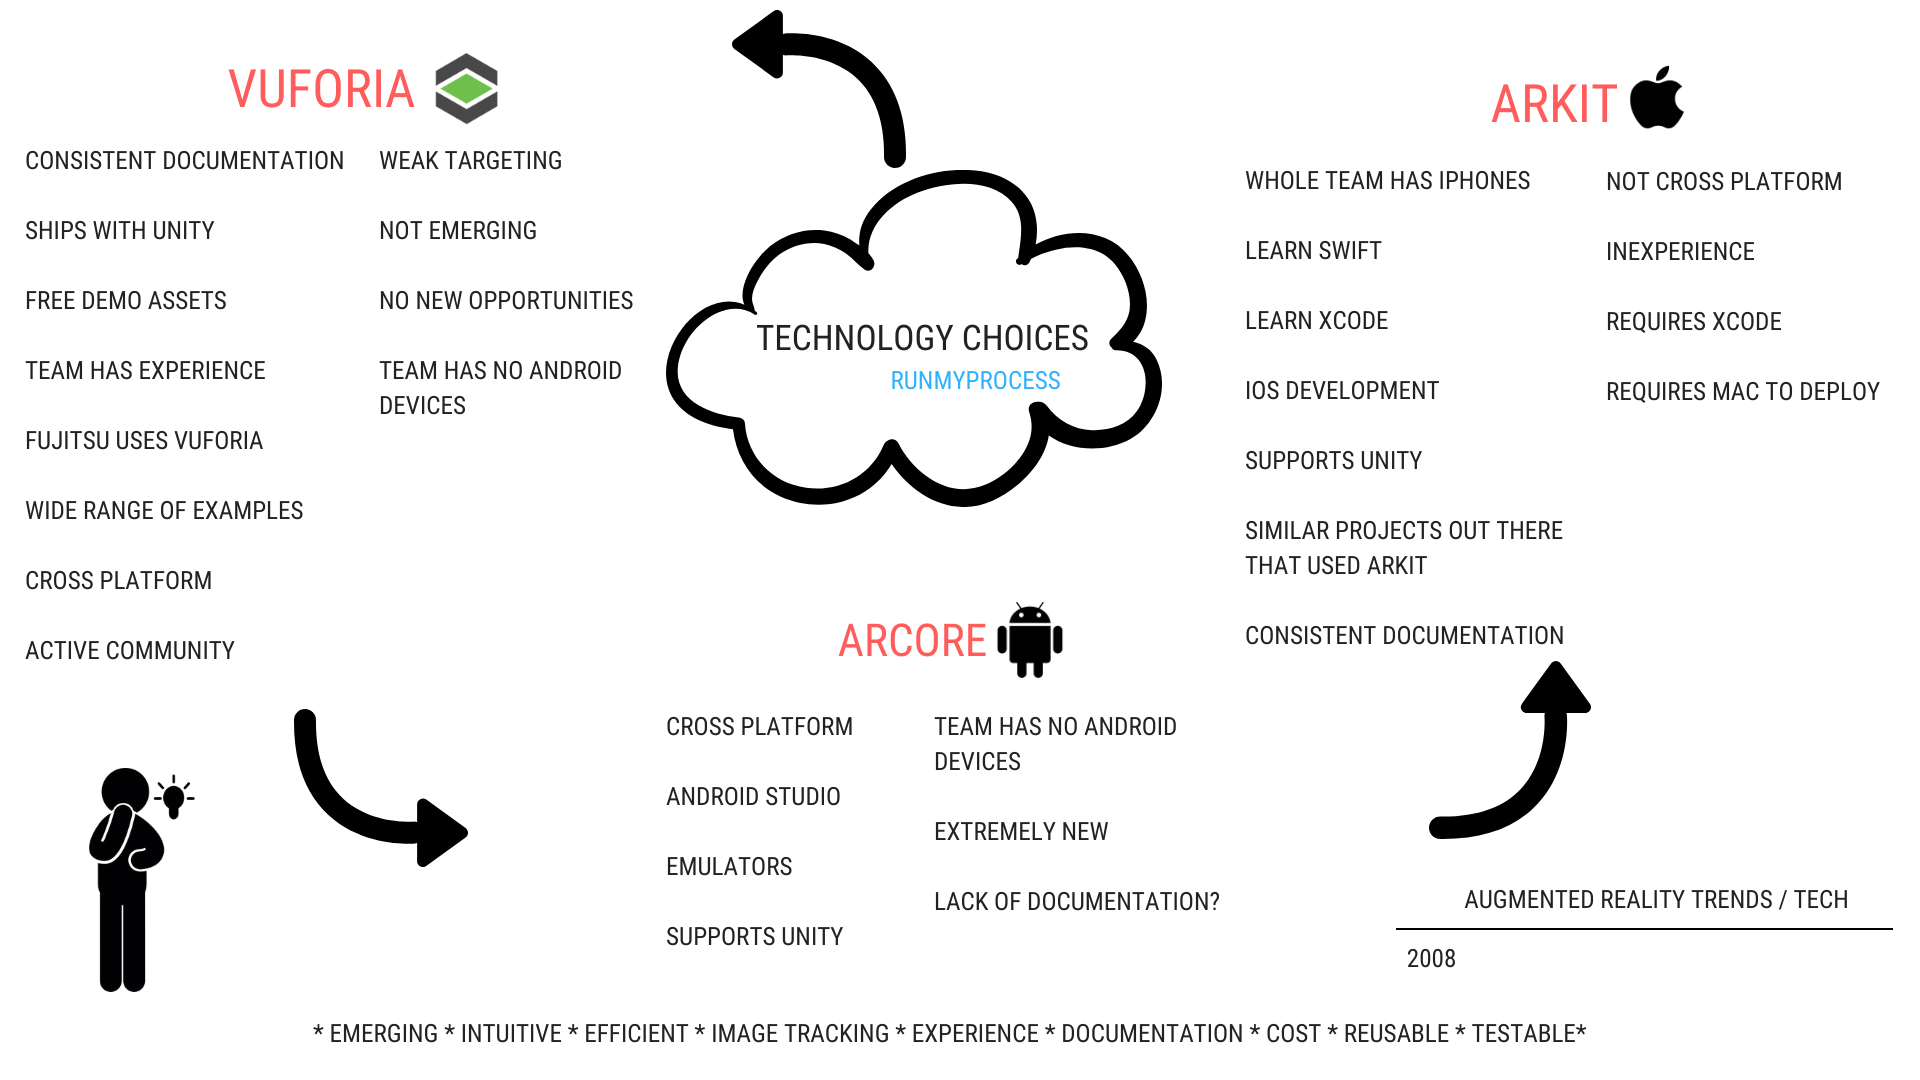 VUFORIA
CONSISTENT DOCUMENTATION
SHIPS WITH UNITY
FREE DEMO ASSETS
TEAM HAS EXPERIENCE
FUJITSU USES VUFORIA
WIDE RANGE OF EXAMPLES
CROSS PLATFORM
ACTIVE COMMUNITY
WEAK TARGETING
NOT EMERGING
NO NEW OPPORTUNITIES
TEAM HAS NO ANDROID
DEVICES
TECHNOLOGY CHOICES
RUNMYPROCESS
ARCORE
CROSS PLATFORM
ANDROID STUDIO
EMULATORS
SUPPORTS UNITY
TEAM HAS NO ANDROID
DEVICES
EXTREMELY NEW
LACK OF DOCUMENTATION?
ARKIT
WHOLE TEAM HAS IPHONES
LEARN SWIFT
LEARN XCODE
IOS DEVELOPMENT
SUPPORTS UNITY
SIMILAR PROJECTS OUT THERE
THAT USED ARKIT
CONSISTENT DOCUMENTATION
NOT CROSS PLATFORM
INEXPERIENCE
REQUIRES XCODE
REQUIRES MAC TO DEPLOY
AUGMENTED REALITY TRENDS / TECH
2008
* EMERGING * INTUITIVE * EFFICIENT * IMAGE TRACKING * EXPERIENCE * DOCUMENTATION * COST * REUSABLE * TESTABLE*